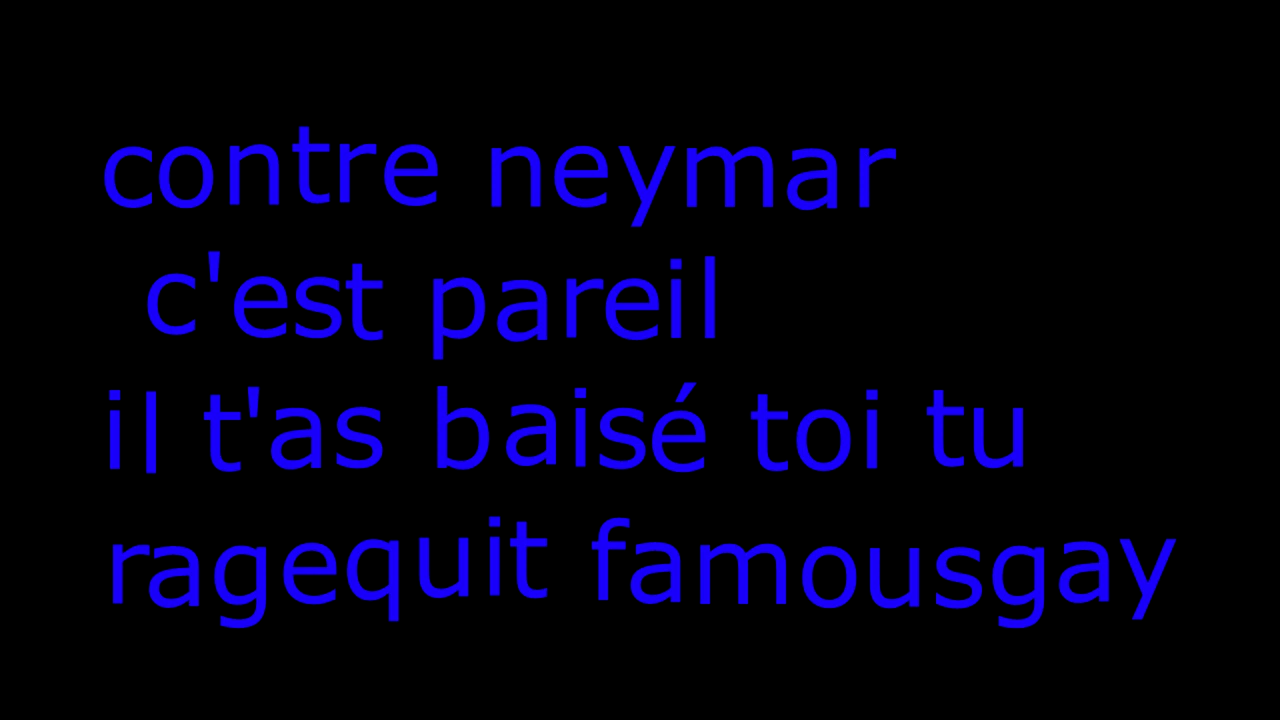 contre neymar
c'est pareil
il t'as baisé toi tu
ragequit famousgay